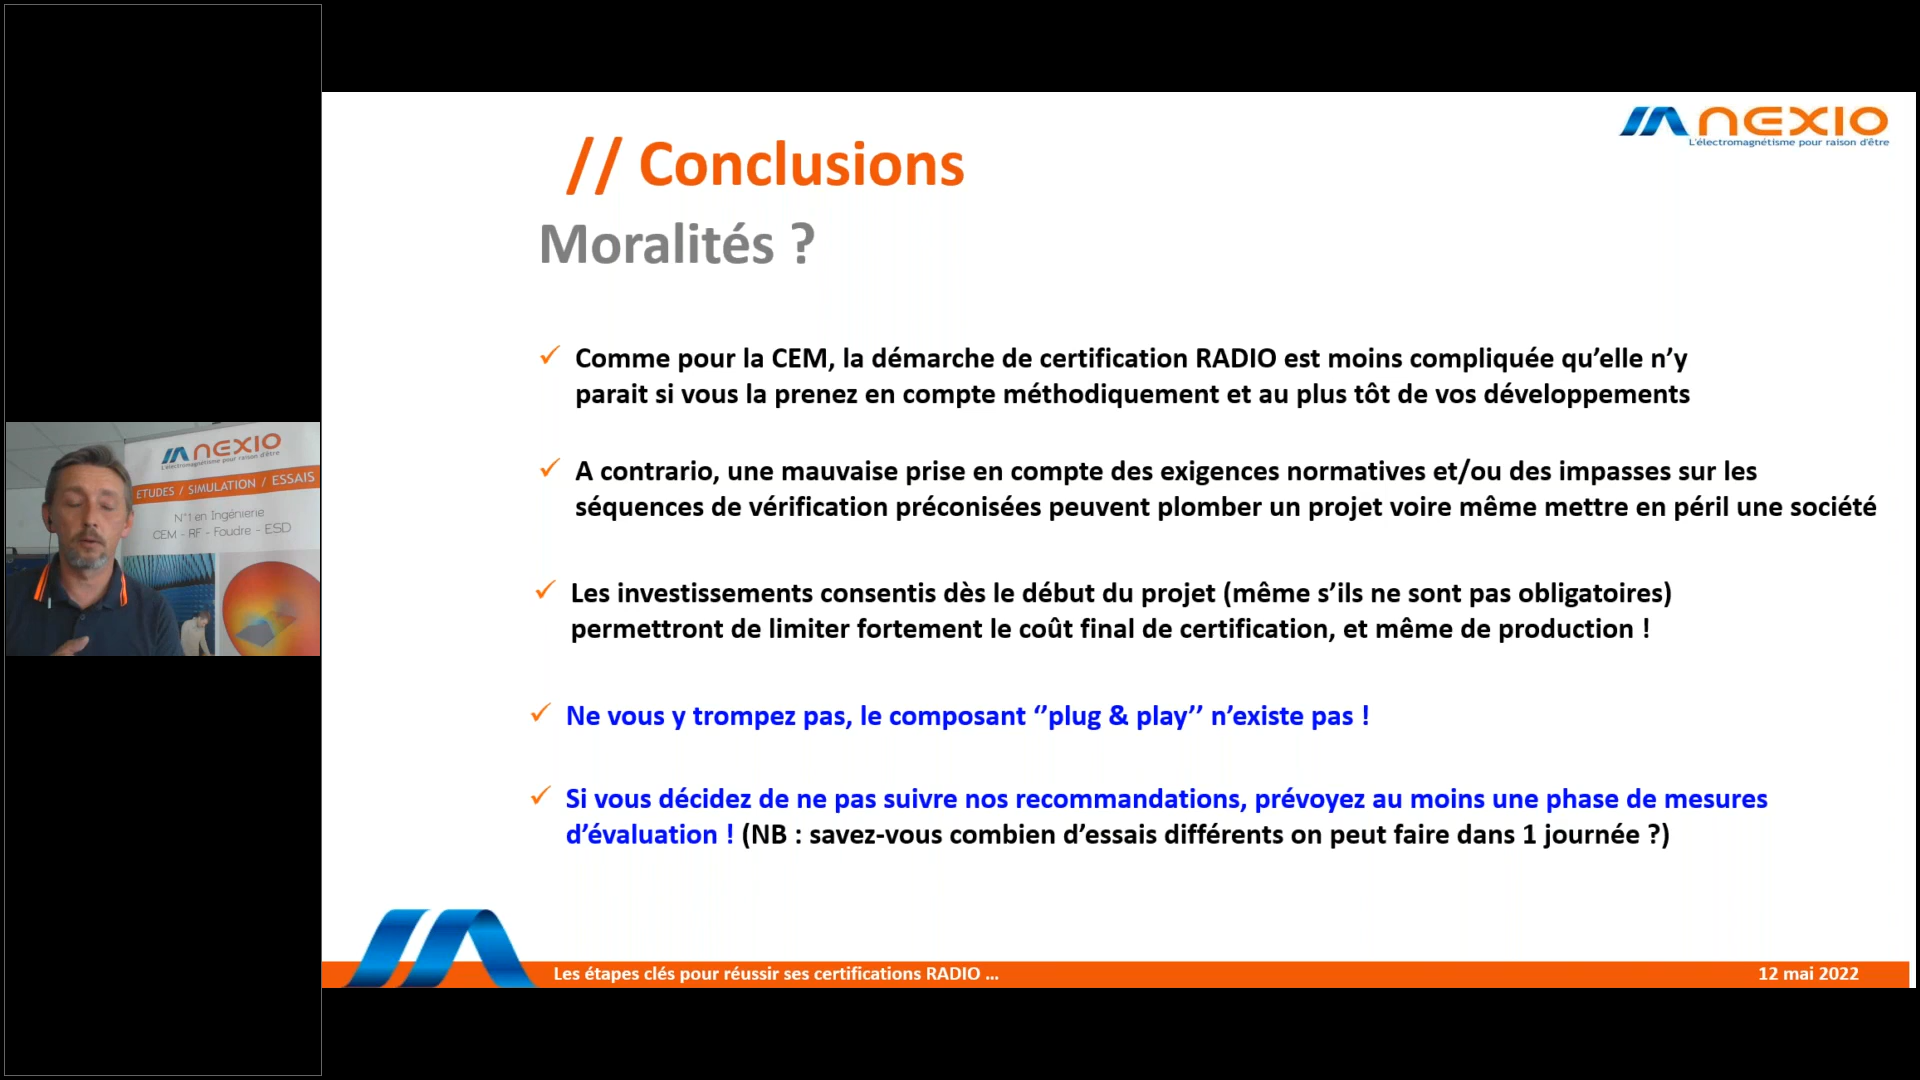 nexio
L'électromagnétisme pour raison d'être
// Conclusions
Moralités ?
✓ Comme pour la CEM, la démarche de certification RADIO est moins compliquée qu’elle n’y
parait si vous la prenez en compte méthodiquement et au plus tôt de vos développements
✓ A contrario, une mauvaise prise en compte des exigences normatives et/ou des impasses sur les
séquences de vérification préconisées peuvent plomber un projet voire même mettre en péril une société
✓ Les investissements consentis dès le début du projet (même s’ils ne sont pas obligatoires)
permettront de limiter fortement le coût final de certification, et même de production !
✓ Ne vous y trompez pas, le composant ‘’plug & play’’ n’existe pas !
✓ Si vous décidez de ne pas suivre nos recommandations, prévoyez au moins une phase de mesures
d’évaluation ! (NB : savez-vous combien d’essais différents on peut faire dans 1 journée ?)
Les étapes clés pour réussir ses certifications RADIO ...
12 mai 2022
nexio
L'électromagnétisme pour raison d'être
ETUDES / SIMULATION / ESSAIS
N°1 en Ingénierie
CEM - RF - Foudre - ESD